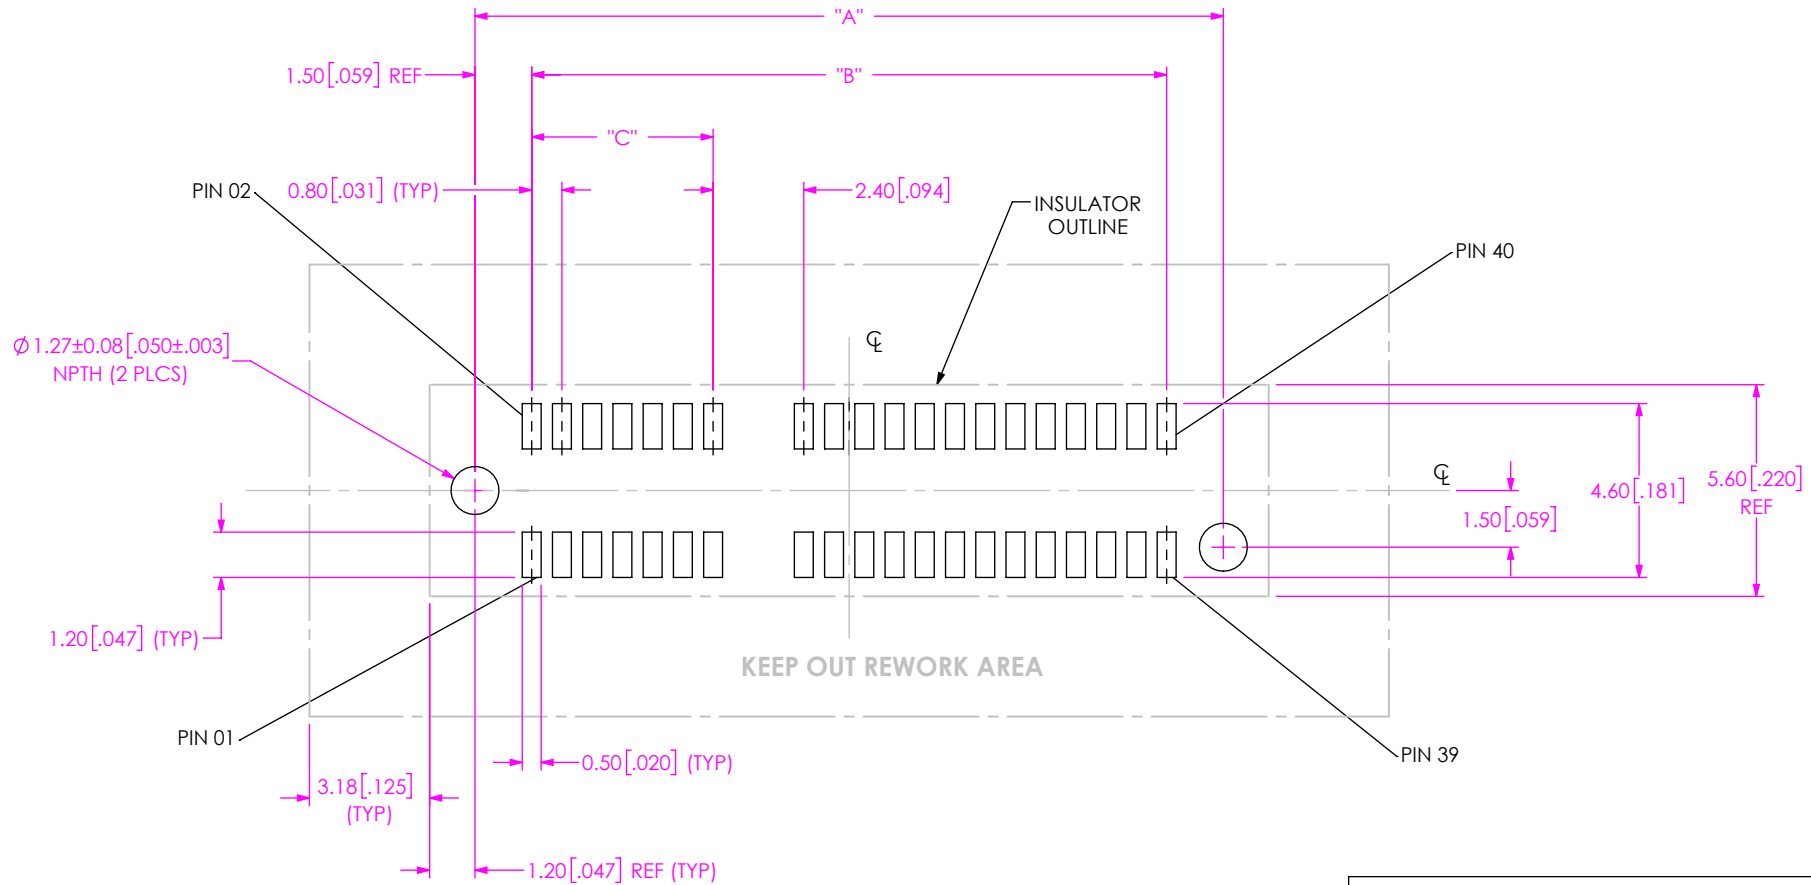 "A"
1.50[.059] REF
"B"
"C"
PIN 02
0.80[.031] (TYP)
2.40[.094]
INSULATOR
OUTLINE
PIN 40
⌀1.27±0.08[.050±.003]
NPTH (2 PLCS)
℄
℄
4.60[.181]
5.60[.220]
REF
1.50[.059]
1.20[.047] (TYP)
KEEP OUT REWORK AREA
PIN 01
0.50[.020] (TYP)
PIN 39
3.18[.125]
(TYP)
1.20[.047] REF (TYP)